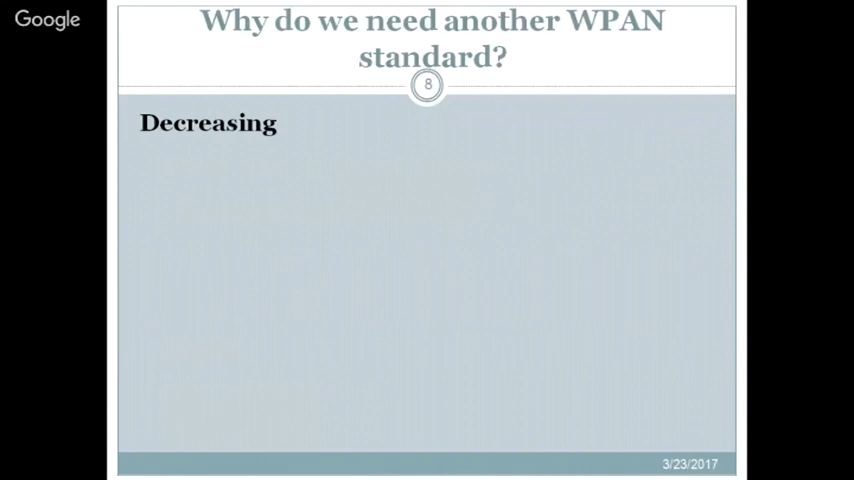 Google
Why do we need another WPAN
standard?
8
Decreasing
3/23/2017